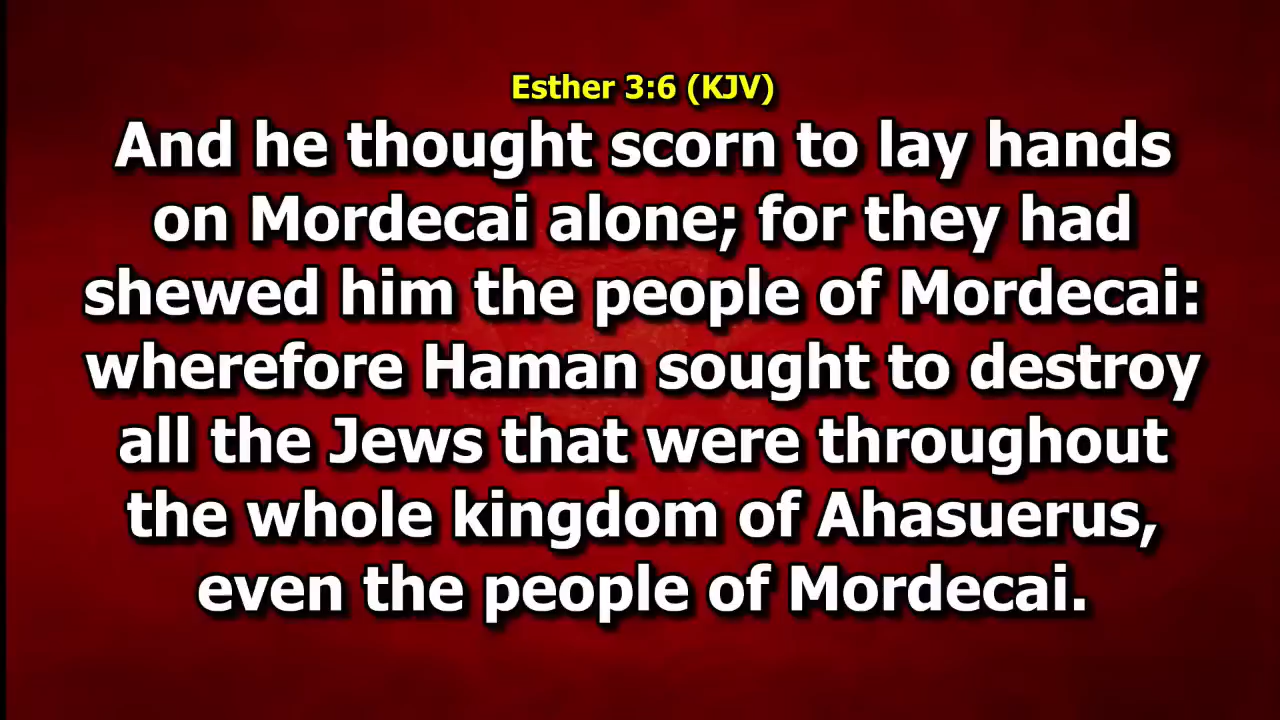 Esther 3:6 (KJV)
And he thought scorn to lay hands
on Mordecai alone; for they had
shewed him the people of Mordecai:
wherefore Haman sought to destroy
all the Jews that were throughout
the whole kingdom of Ahasuerus,
even the people of Mordecai.